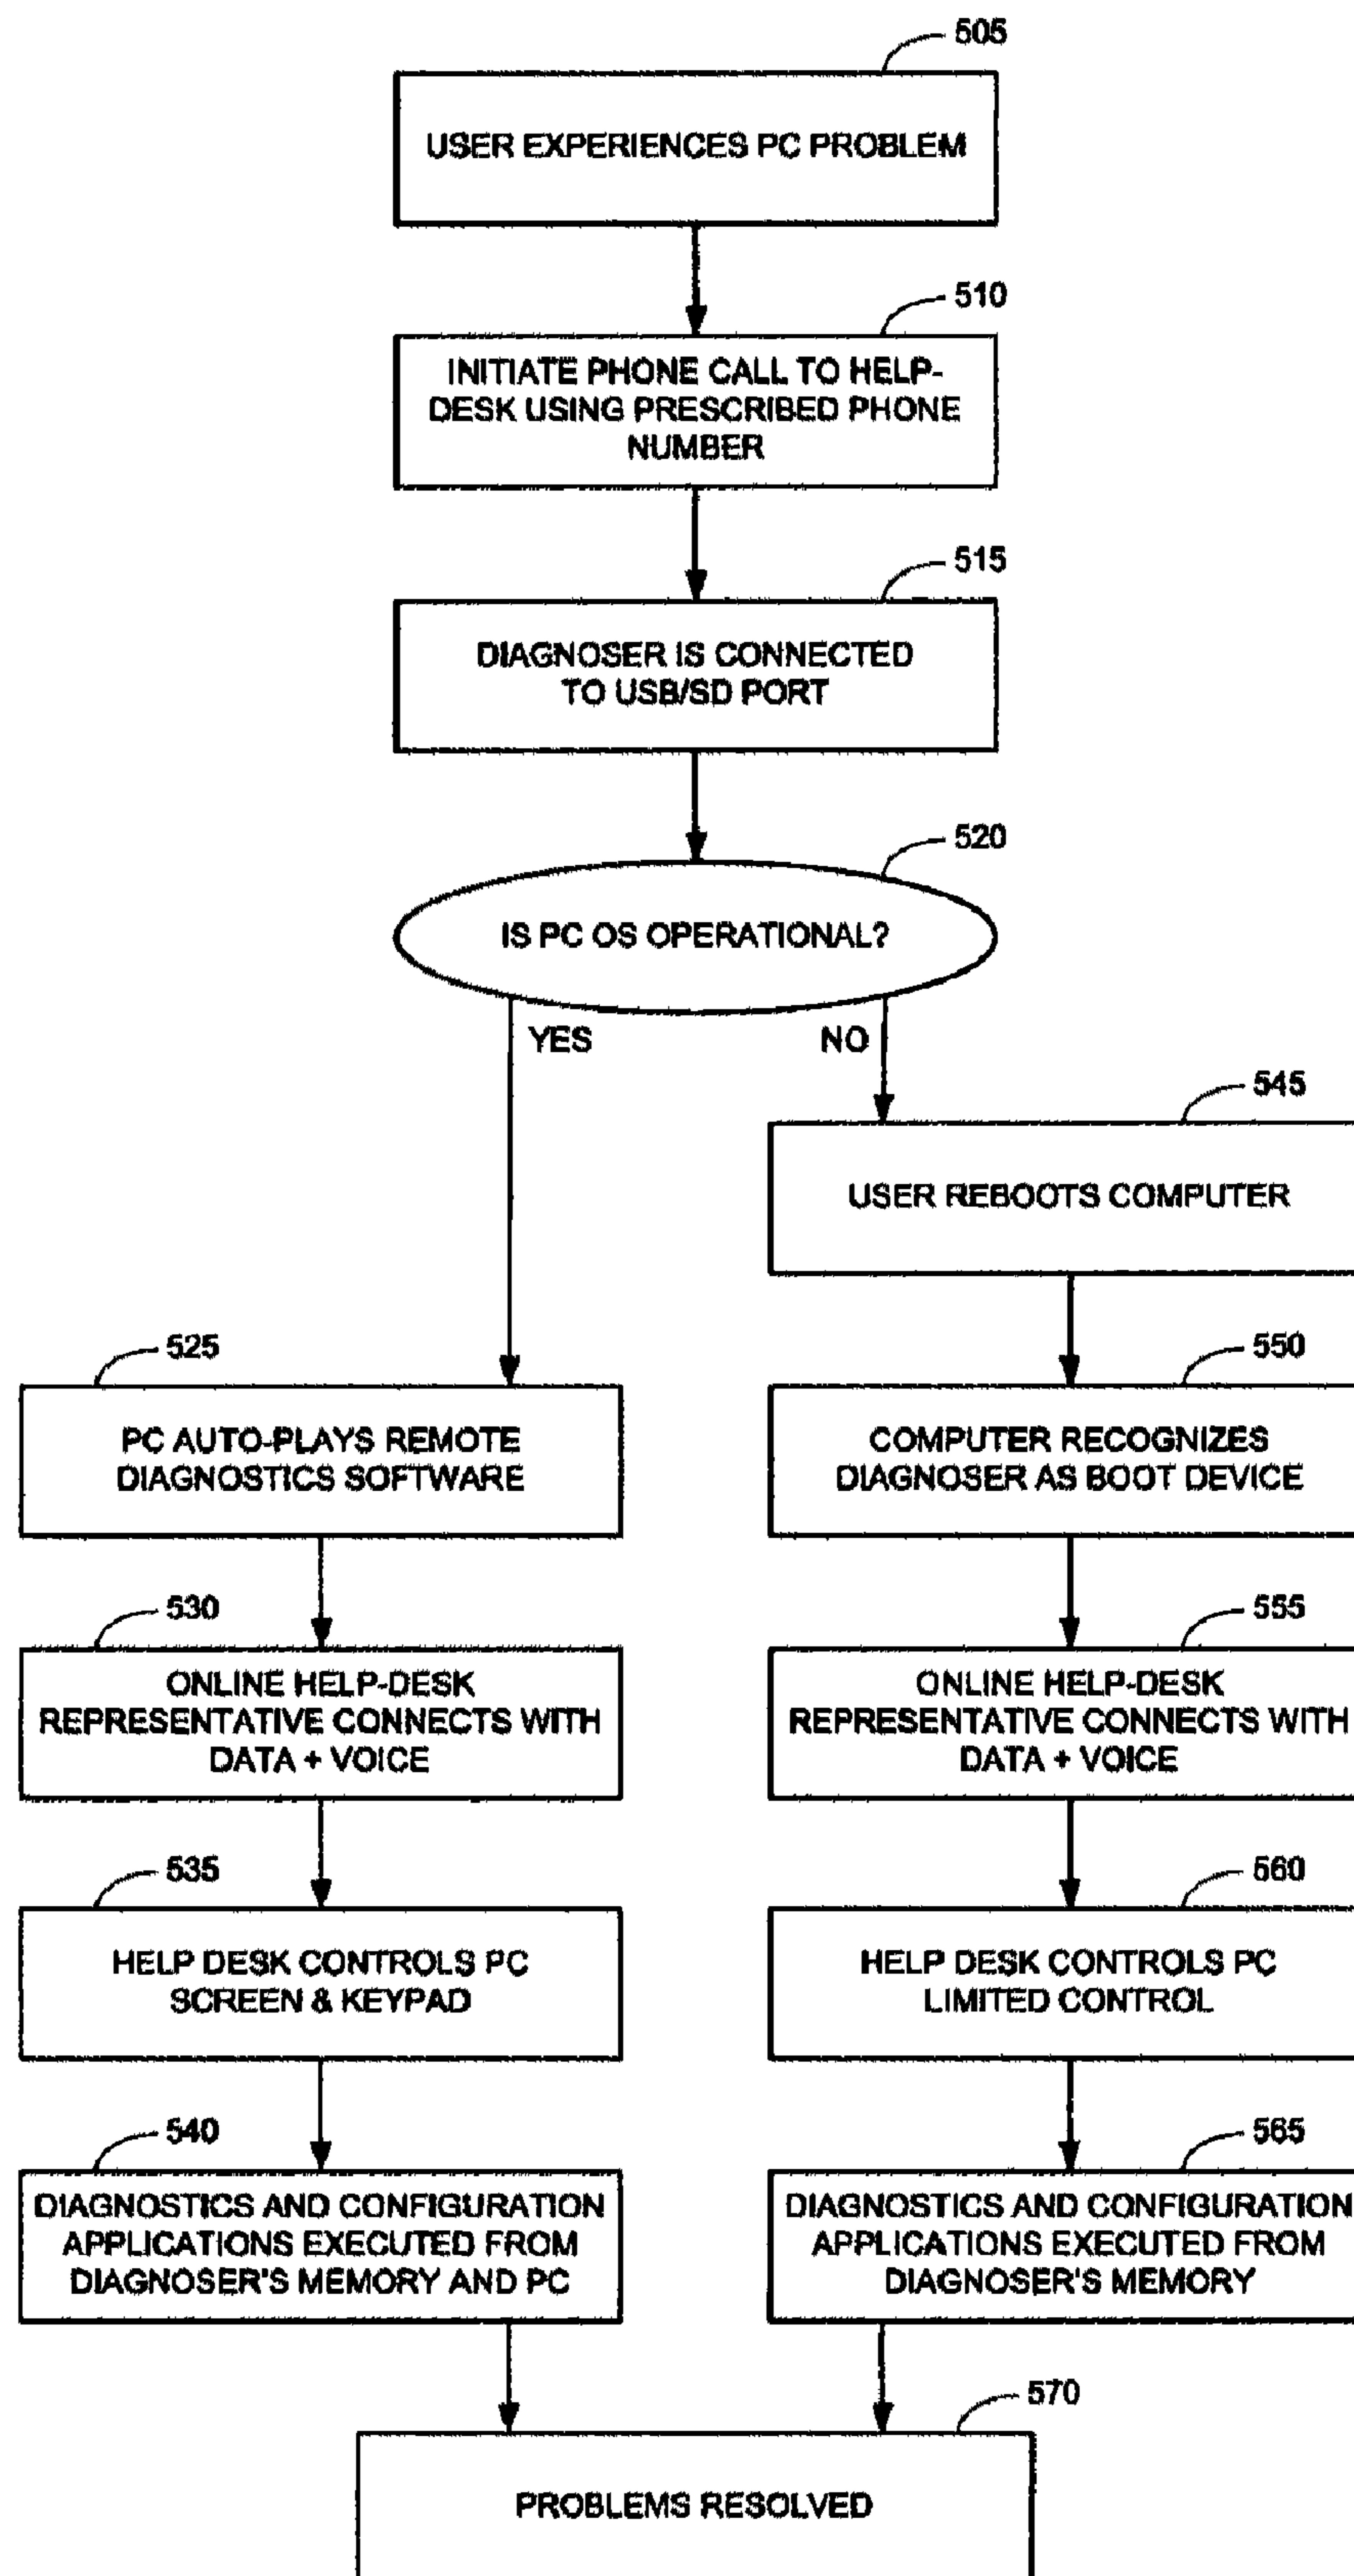 505
USER EXPERIENCES PC PROBLEM
510
INITIATE PHONE CALL TO HELP-
DESK USING PRESCRIBED PHONE
NUMBER
515
DIAGNOSER IS CONNECTED
TO USB/SD PORT
520
IS PC OS OPERATIONAL?
YES
NO
545
USER REBOOTS COMPUTER
525
PC AUTO-PLAYS REMOTE
DIAGNOSTICS SOFTWARE
550
COMPUTER RECOGNIZES
DIAGNOSER AS BOOT DEVICE
530
ONLINE HELP-DESK
REPRESENTATIVE CONNECTS WITH
DATA + VOICE
555
ONLINE HELP-DESK
REPRESENTATIVE CONNECTS WITH
DATA + VOICE
535
HELP DESK CONTROLS PC
SCREEN & KEYPAD
560
HELP DESK CONTROLS PC
LIMITED CONTROL
540
DIAGNOSTICS AND CONFIGURATION
APPLICATIONS EXECUTED FROM
DIAGNOSER'S MEMORY AND PC
565
DIAGNOSTICS AND CONFIGURATION
APPLICATIONS EXECUTED FROM
DIAGNOSER'S MEMORY
570
PROBLEMS RESOLVED